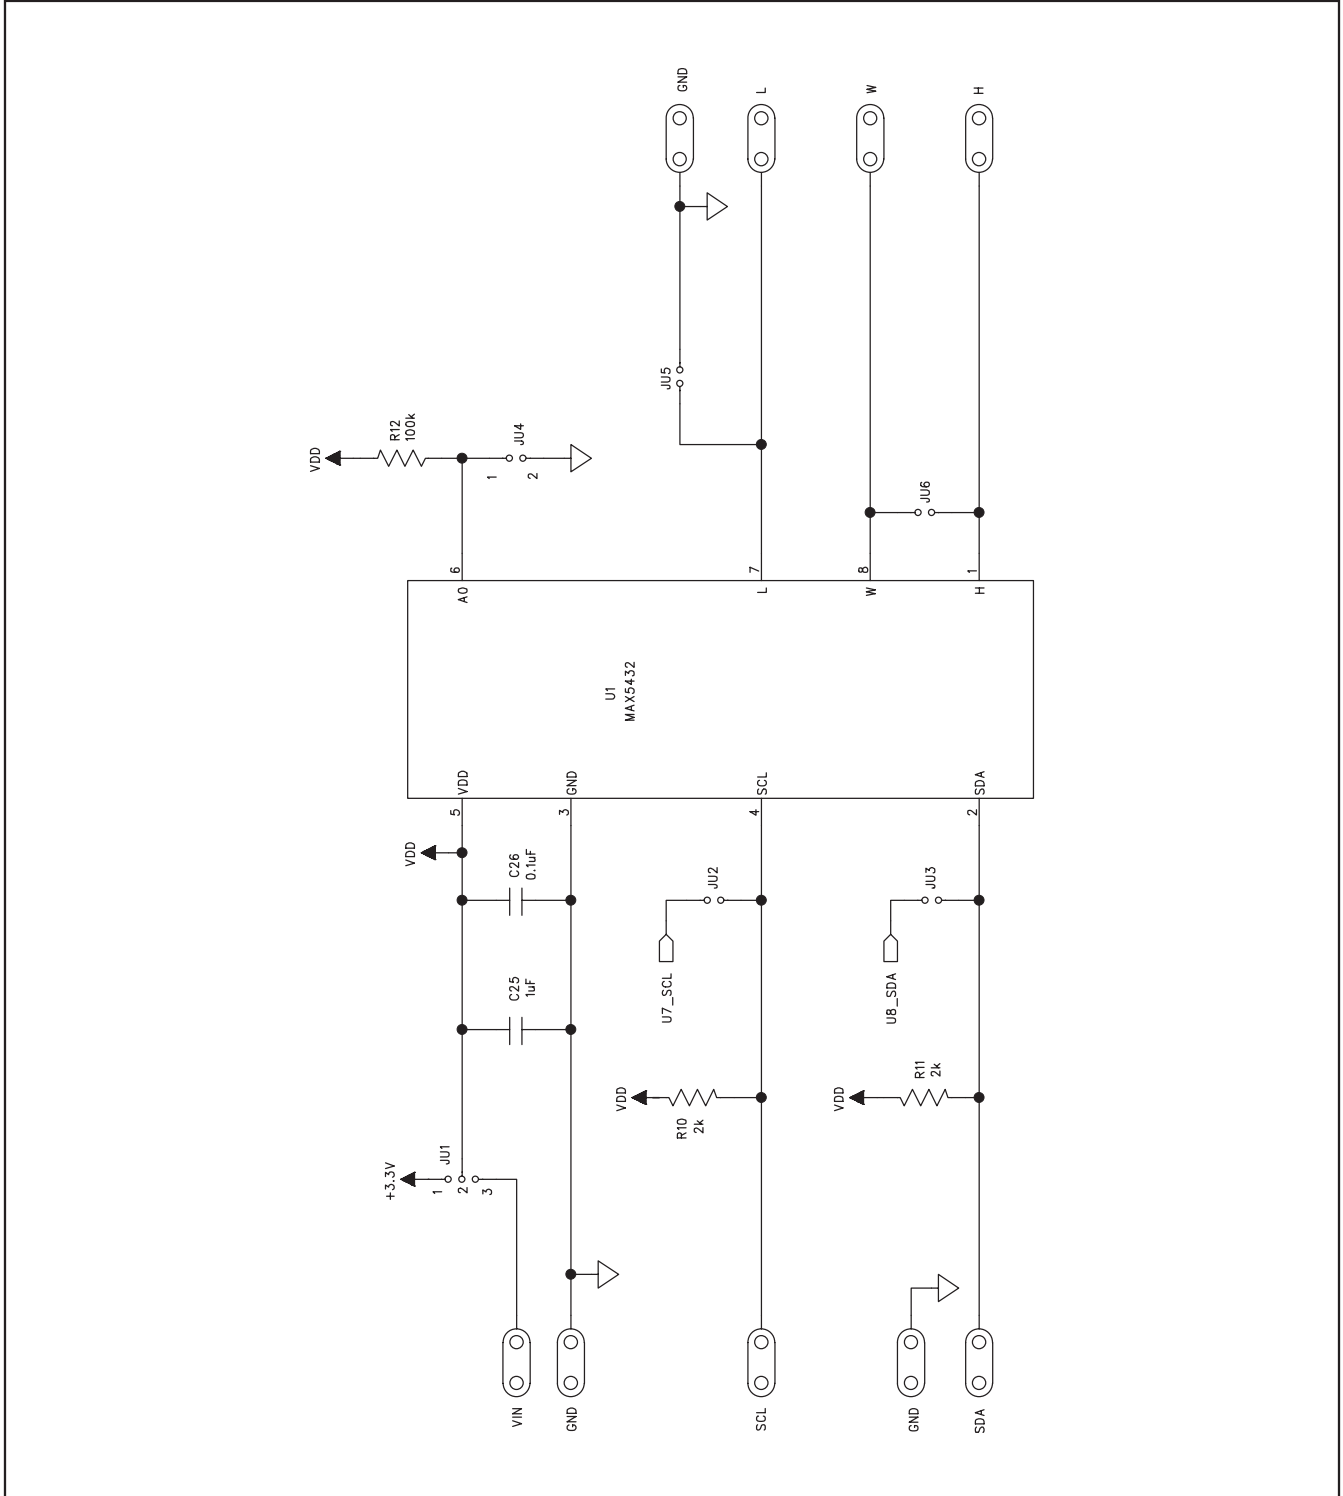 GND
L
W
H
VDD
R12
100k
1
JU4
2
JU5
JU6
6
7
8
1
A0
L
W
H
U1
MAX5432
VDD
GND
SCL
SDA
5
3
4
2
VDD
C26
0.1uF
C25
1uF
JU2
U7_SCL
JU3
U8_SDA
VDD
R10
2k
VDD
R11
2k
+3.3V
JU1
1
2
3
VIN
GND
SCL
GND
SDA